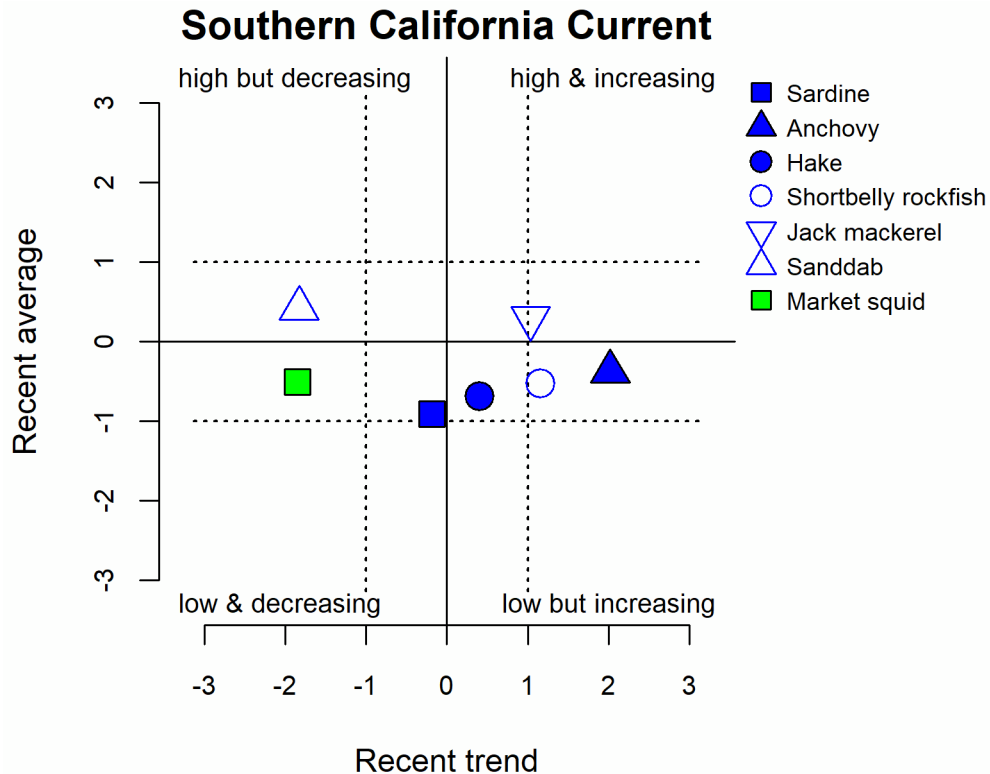 Southern California Current
high but decreasing
high & increasing
Sardine
Anchovy
Hake
Shortbelly rockfish
Jack mackerel
Sanddab
Market squid
Recent average
3
2
1
0
-1
-2
-3
low & decreasing
low but increasing
-3 -2 -1 0 1 2 3
Recent trend